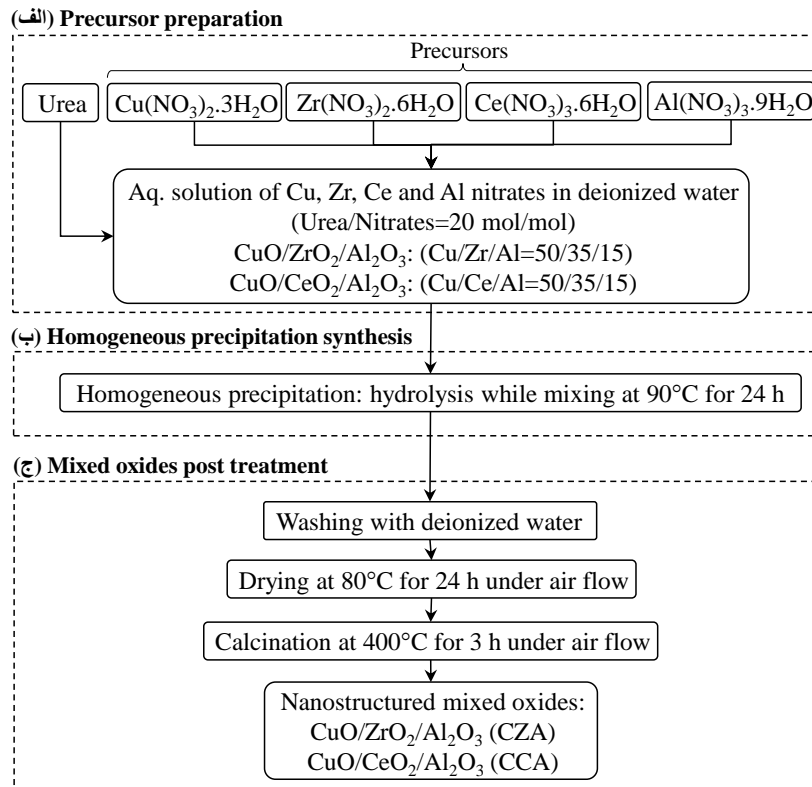 (الف) Precursor preparation
Precursors
Urea
Cu(NO₃)₂.3H₂O
Zr(NO₃)₂.6H₂O
Ce(NO₃)₃.6H₂O
Al(NO₃)₃.9H₂O
Aq. solution of Cu, Zr, Ce and Al nitrates in deionized water
(Urea/Nitrates=20 mol/mol)
CuO/ZrO₂/Al₂O₃: (Cu/Zr/Al=50/35/15)
CuO/CeO₂/Al₂O₃: (Cu/Ce/Al=50/35/15)
(ب) Homogeneous precipitation synthesis
Homogeneous precipitation: hydrolysis while mixing at 90°C for 24 h
(ج) Mixed oxides post treatment
Washing with deionized water
Drying at 80°C for 24 h under air flow
Calcination at 400°C for 3 h under air flow
Nanostructured mixed oxides:
CuO/ZrO₂/Al₂O₃ (CZA)
CuO/CeO₂/Al₂O₃ (CCA)